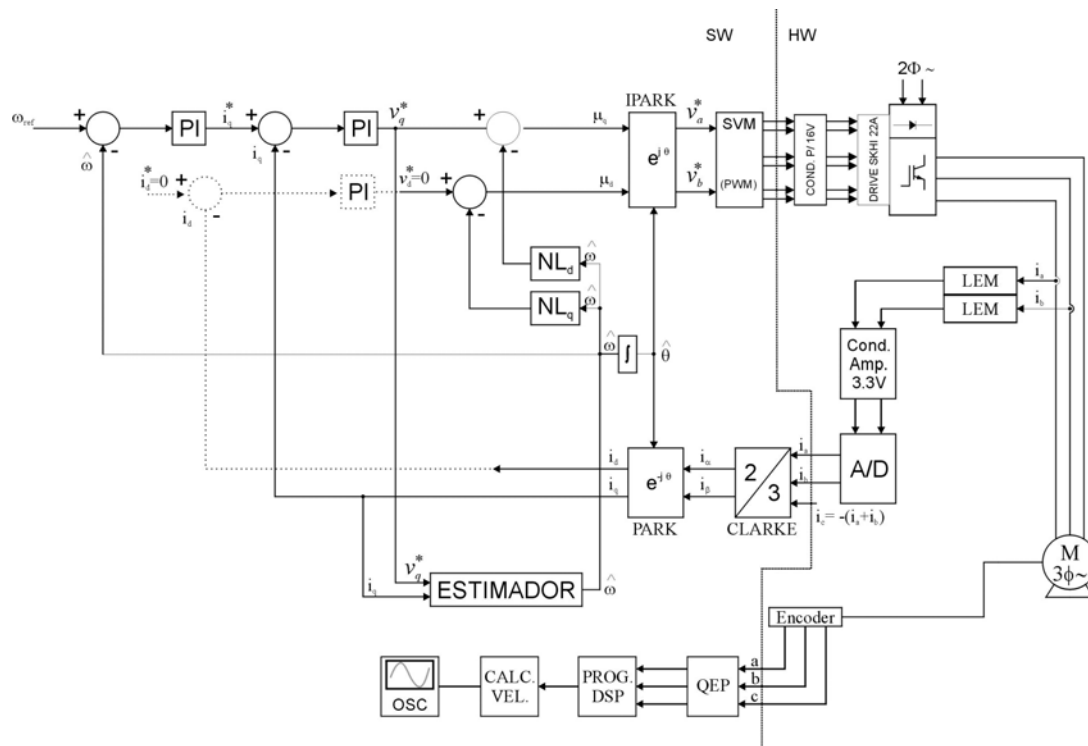 SW HW
2Φ ~
ω_ref
+
-
ω̂
PI
i_q^*
+
-
i_q
PI
v_q^*
+
-
μ_q
IPARK
e^{jθ}
v_a^*
v_b^*
SVM
(PWM)
COND. P/ 16V
DRIVE SKHI 22A
i_d^*=0
+
-
i_d
PI
v_d^*=0
+
-
μ_d
NL_d
ω̂
NL_q
ω̂
ω̂
∫
θ̂
LEM
i_a
LEM
i_b
Cond.
Amp.
3.3V
A/D
i_a
i_b
i_c= -(i_a+i_b)
2
3
CLARKE
i_α
i_β
e^{-jθ}
PARK
i_d
i_q
v_q^*
i_q
ESTIMADOR
ω̂
M
3ϕ~
Encoder
a
b
c
QEP
PROG.
DSP
CALC.
VEL.
OSC